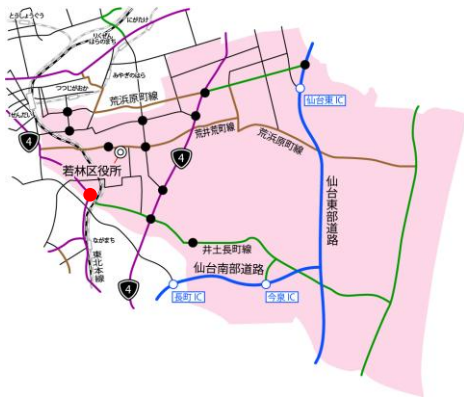 とうしょうぐう
にがたけ
りくぜん
はらのまち
みやぎのはら
つつじがおか
せんだい
荒浜原町線
仙台東IC
4
荒井荒町線
荒浜原町線
4
若林区役所
仙台東部道路
井土長町線
ながまち
東北本線
仙台南部道路
4
長町IC
今泉IC